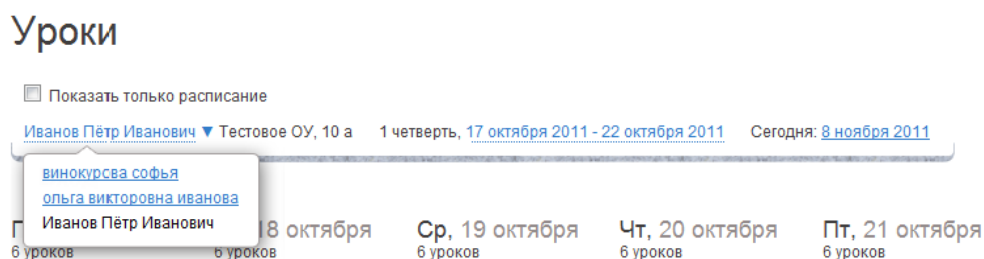 Уроки
Показать только расписание
Иванов Пётр Иванович ▼ Тестовое ОУ, 10 а 1 четверть, 17 октября 2011 - 22 октября 2011 Сегодня: 8 ноября 2011
винокурсва софья
ольга викторовна иванова
Иванов Пётр Иванович
18 октября Ср, 19 октября Чт, 20 октября Пт, 21 октября
6 уроков 6 уроков 6 уроков 6 уроков 6 уроков